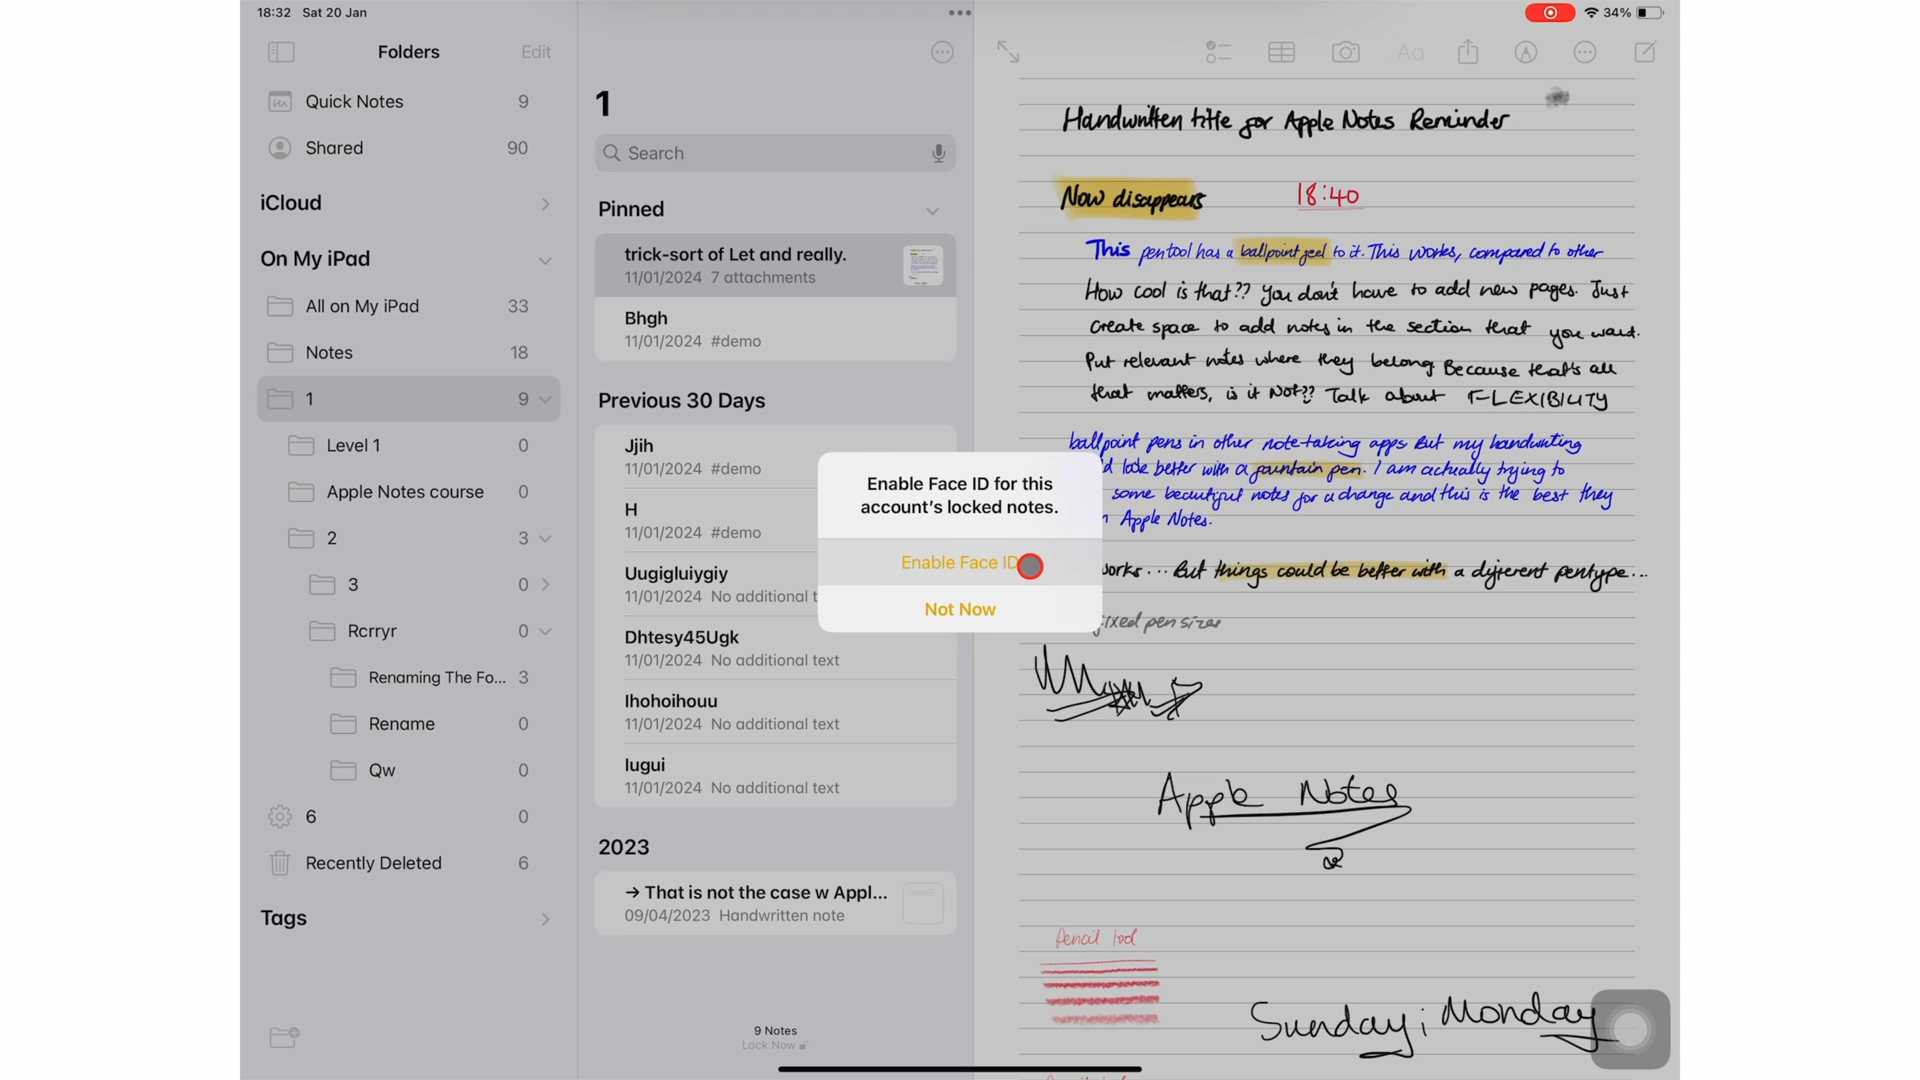 18:32 Sat 20 Jan
34%
Folders
Edit
Quick Notes 9
Shared 90
iCloud
On My iPad
All on My iPad 33
Notes 18
1 9
Level 1 0
Apple Notes course 0
2 3
3 0
Rcrryr 0
Renaming The Fo... 3
Rename 0
Qw 0
6 0
Recently Deleted 6
Tags
1
Search
Pinned
trick-sort of Let and really.
11/01/2024 7 attachments
Bhgh
11/01/2024 #demo
Previous 30 Days
Jjih
11/01/2024 #demo
H
11/01/2024 #demo
Uugigluiygiy
11/01/2024 No additional t
Dhtesy45Ugk
11/01/2024 No additional text
Ihohoihouu
11/01/2024 No additional text
Iugui
11/01/2024 No additional text
2023
→ That is not the case w Appl...
09/04/2023 Handwritten note
9 Notes
Lock Now
Enable Face ID for this
account's locked notes.
Enable Face ID
Not Now
Aa
Handwritten title for Apple Notes Reminder
Now disappears 18:40
This pen tool has a ballpoint feel to it. This works, compared to other
How cool is that?? You don't have to add new pages. Just
create space to add notes in the section that you want.
Put relevant notes where they belong Because that's all
that matters, is it Not?? Talk about FLEXIBILITY
ballpoint pens in other note-taking apps. But my handwriting
d look better with a fountain pen. I am actually trying to
some beautiful notes for a change and this is the best they
n Apple Notes.
works... But things could be better with a different pentype...
fixed pen sizes
Apple Notes
Pencil tool
Sunday; Monday